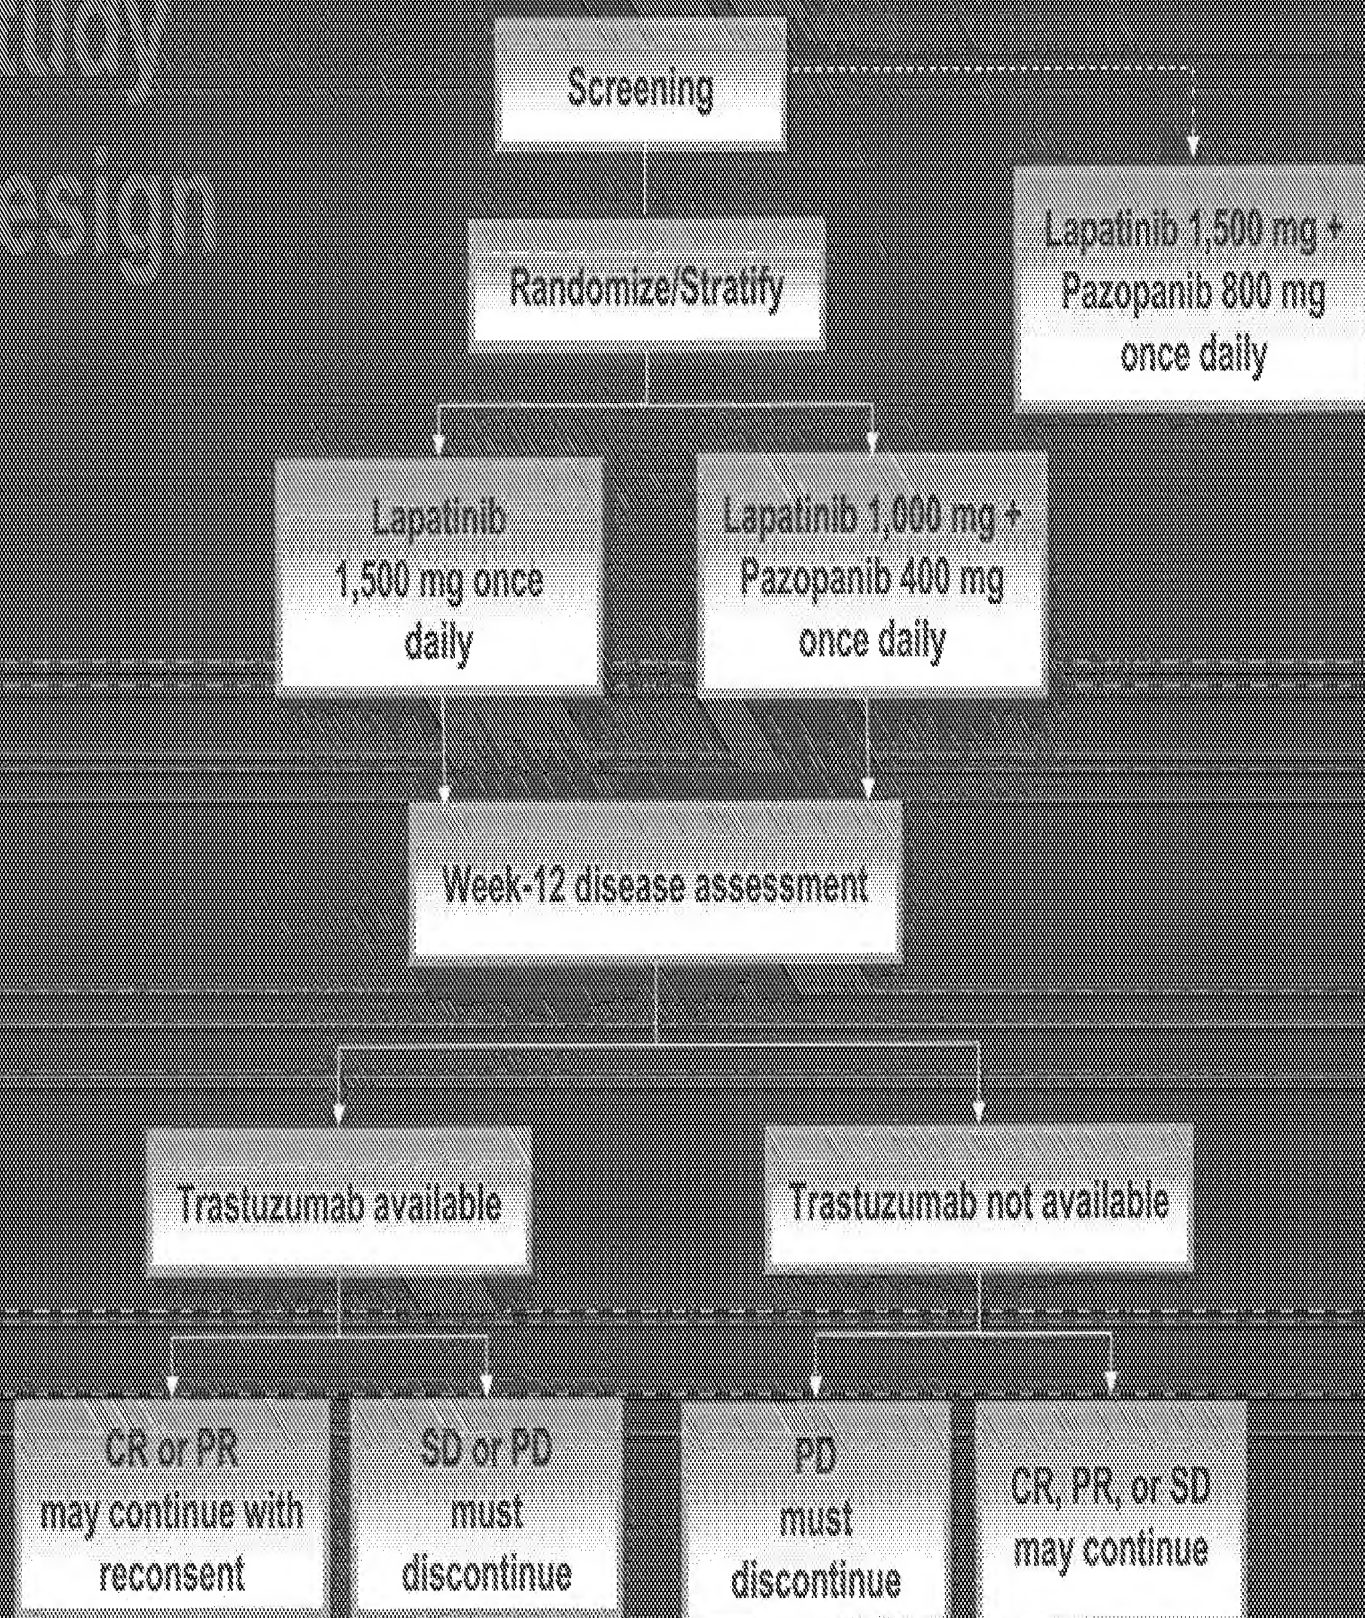 esign
Screening
Lapatinib 1,500 mg +
Pazopanib 800 mg
once daily
Randomize/Stratify
Lapatinib
1,500 mg once
daily
Lapatinib 1,000 mg +
Pazopanib 400 mg
once daily
Week-12 disease assessment
Trastuzumab available
Trastuzumab not available
CR or PR
may continue with
reconsent
SD or PD
must
discontinue
PD
must
discontinue
CR, PR, or SD
may continue